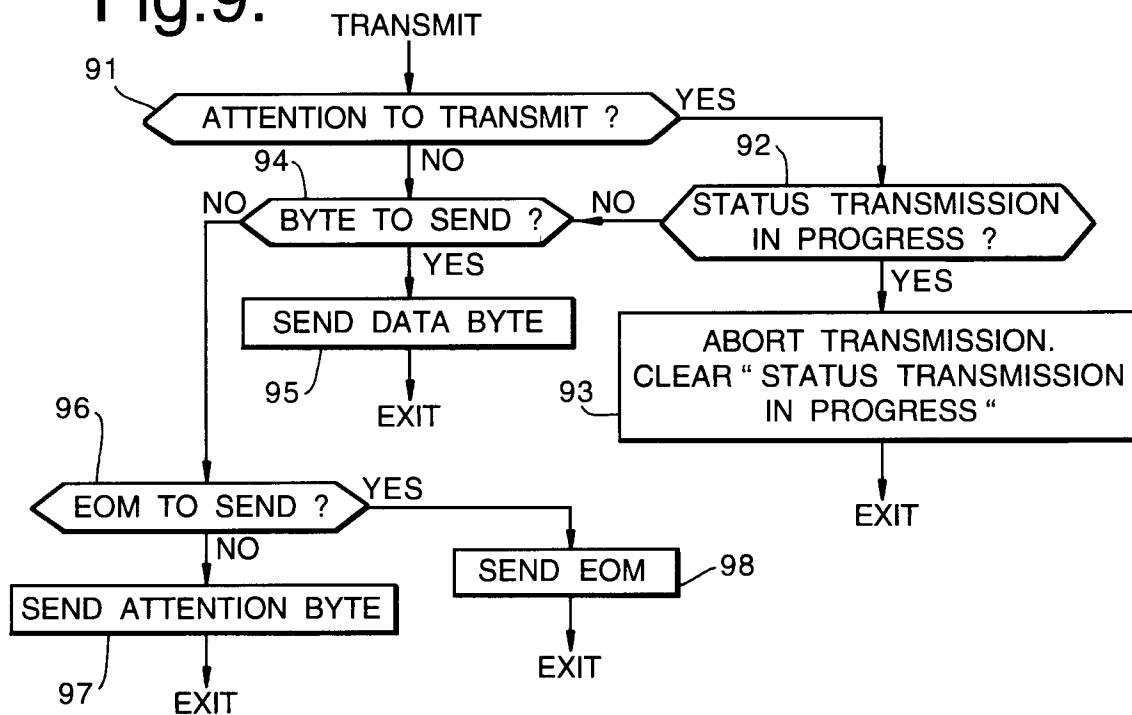 Fig.9.
TRANSMIT
91
ATTENTION TO TRANSMIT ?
YES
NO
92
94
NO
BYTE TO SEND ?
NO
STATUS TRANSMISSION
IN PROGRESS ?
YES
YES
SEND DATA BYTE
ABORT TRANSMISSION.
CLEAR “ STATUS TRANSMISSION
IN PROGRESS “
95
93
EXIT
96
EOM TO SEND ?
YES
EXIT
NO
SEND EOM
98
SEND ATTENTION BYTE
EXIT
97
EXIT